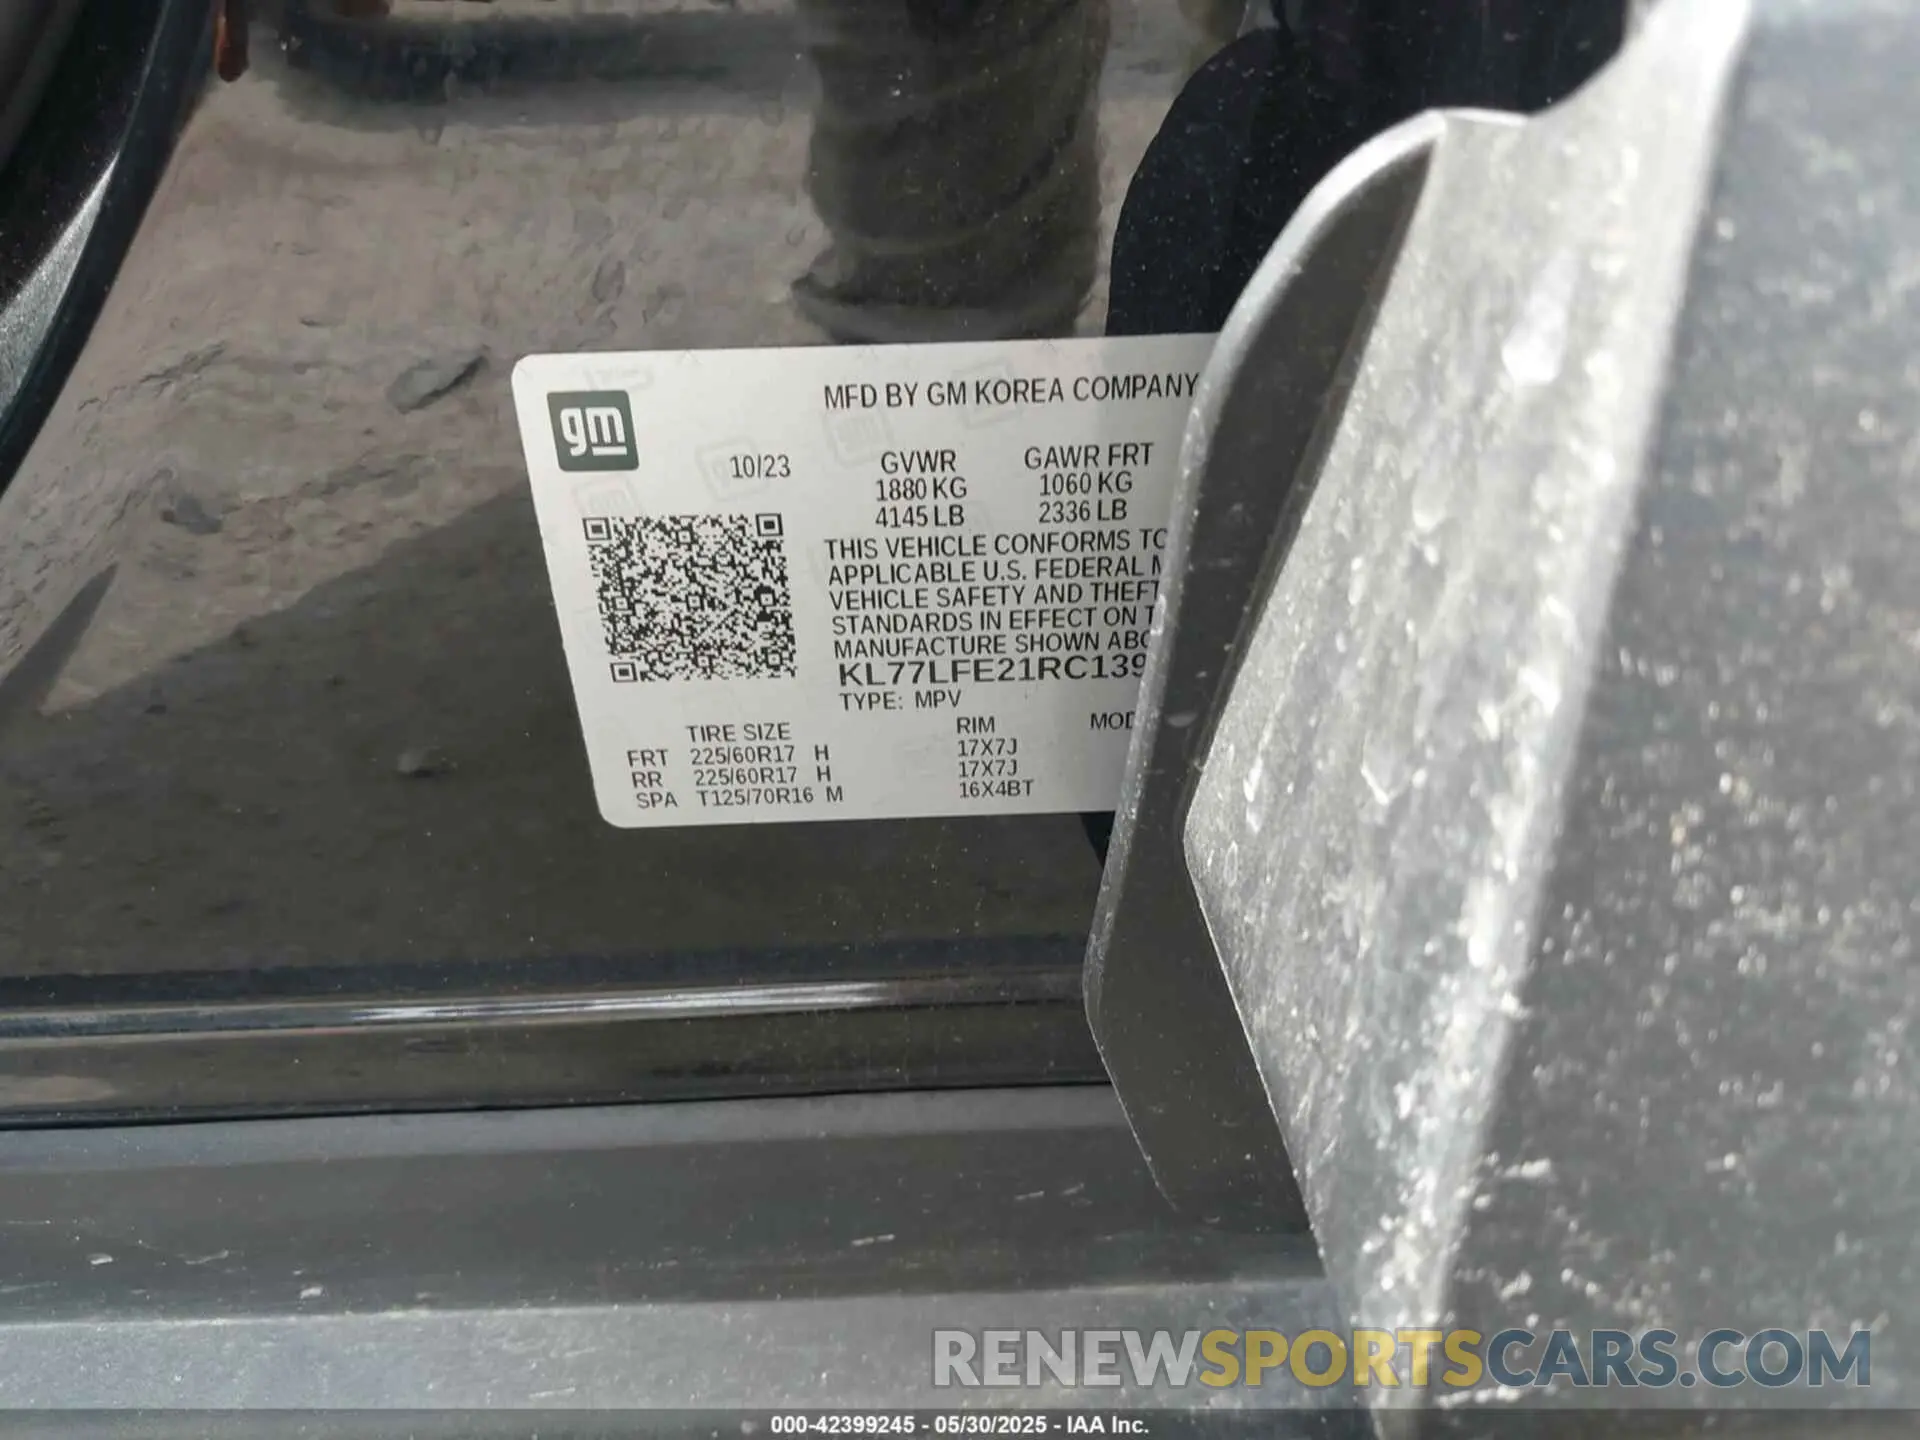 gm
MFD BY GM KOREA COMPANY
10/23 GVWR GAWR FRT
1880 KG 1060 KG
4145 LB 2336 LB
THIS VEHICLE CONFORMS TO
APPLICABLE U.S. FEDERAL
VEHICLE SAFETY AND THEFT
STANDARDS IN EFFECT ON
MANUFACTURE SHOWN
KL77LFE21RC139
TYPE: MPV
TIRE SIZE RIM MOD
FRT 225/60R17 H 17X7J
RR 225/60R17 H 17X7J
SPA T125/70R16 M 16X4BT
RENEWSPORTSCARS.COM
000-42399245 - 05/30/2025 - IAA Inc.